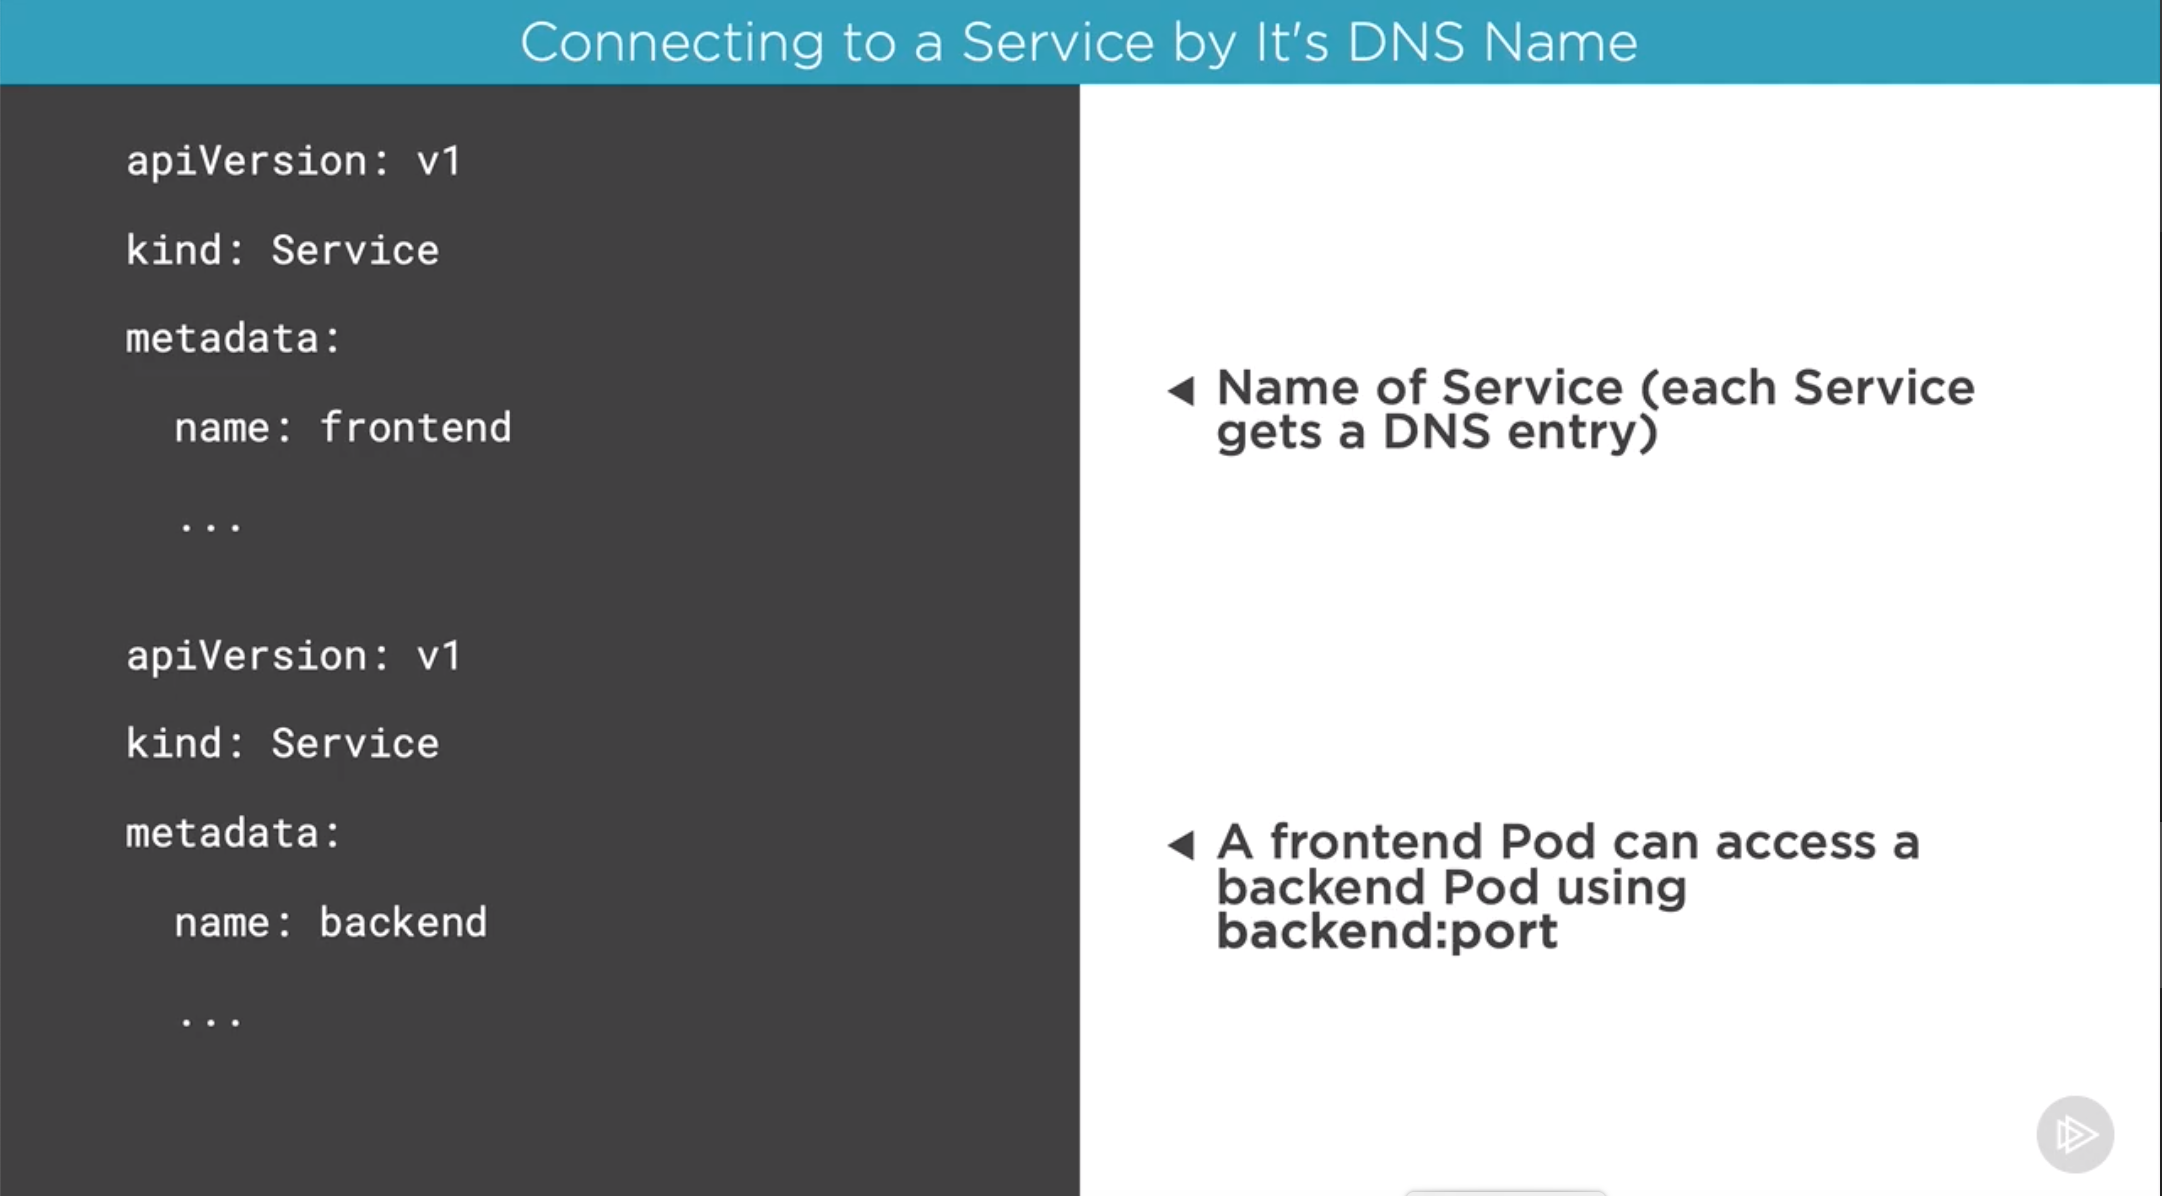 Connecting to a Service by It's DNS Name
apiVersion: v1
kind: Service
metadata:
  name: frontend
  ...
apiVersion: v1
kind: Service
metadata:
  name: backend
  ...
◄ Name of Service (each Service
gets a DNS entry)
◄ A frontend Pod can access a
backend Pod using
backend:port